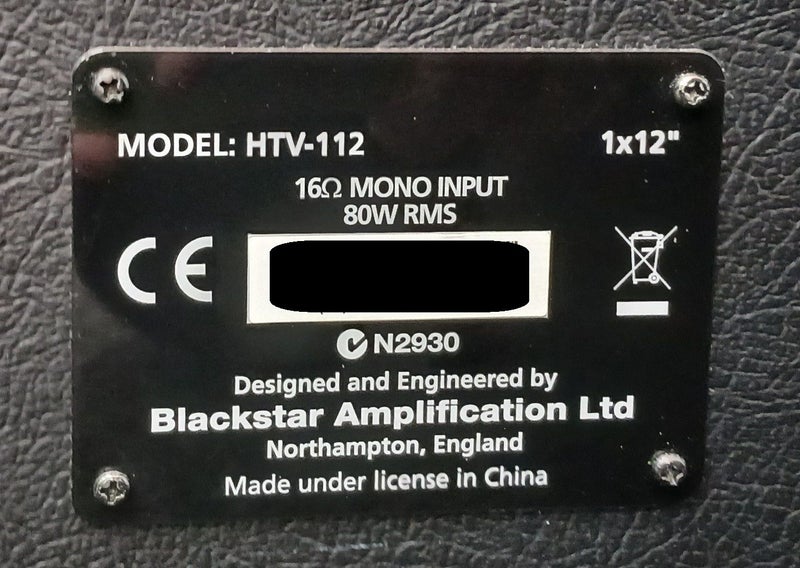 MODEL: HTV-112 1x12"
16Ω MONO INPUT
80W RMS
CE
N2930
Designed and Engineered by
Blackstar Amplification Ltd
Northampton, England
Made under license in China